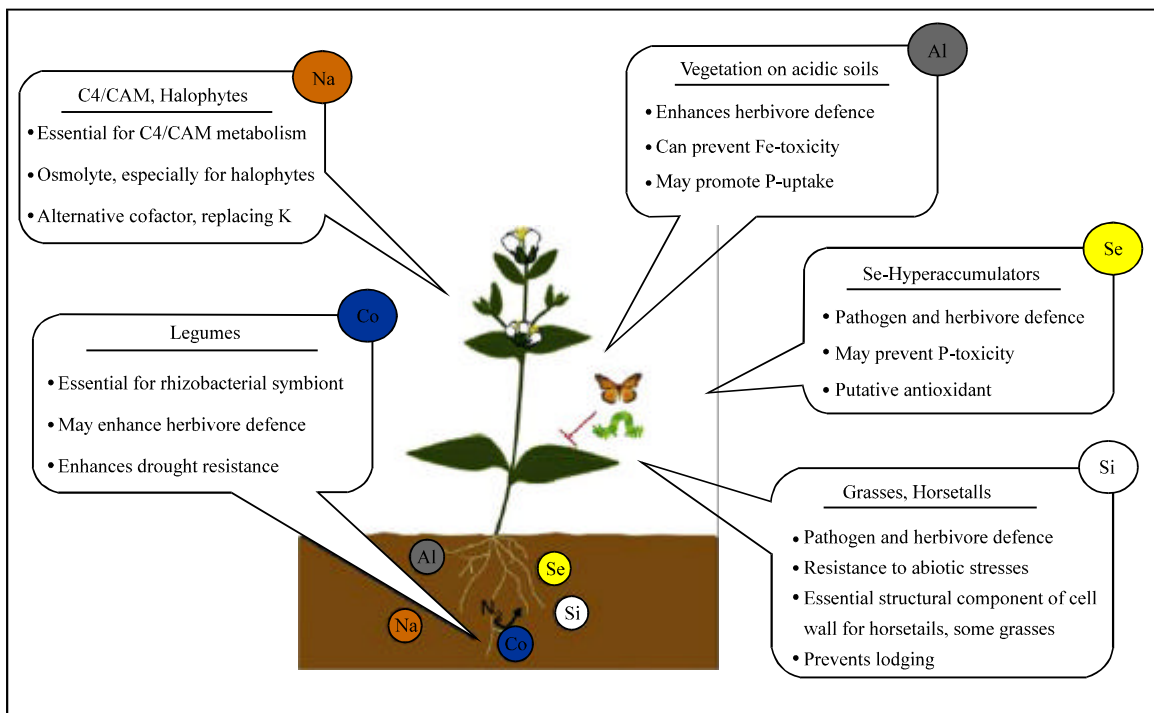 Na
C4/CAM, Halophytes
• Essential for C4/CAM metabolism
• Osmolyte, especially for halophytes
• Alternative cofactor, replacing K
Al
Vegetation on acidic soils
• Enhances herbivore defence
• Can prevent Fe-toxicity
• May promote P-uptake
Co
Legumes
• Essential for rhizobacterial symbiont
• May enhance herbivore defence
• Enhances drought resistance
Se
Se-Hyperaccumulators
• Pathogen and herbivore defence
• May prevent P-toxicity
• Putative antioxidant
Si
Grasses, Horsetalls
• Pathogen and herbivore defence
• Resistance to abiotic stresses
• Essential structural component of cell
wall for horsetails, some grasses
• Prevents lodging
Al
Se
N2
Si
Na
Co